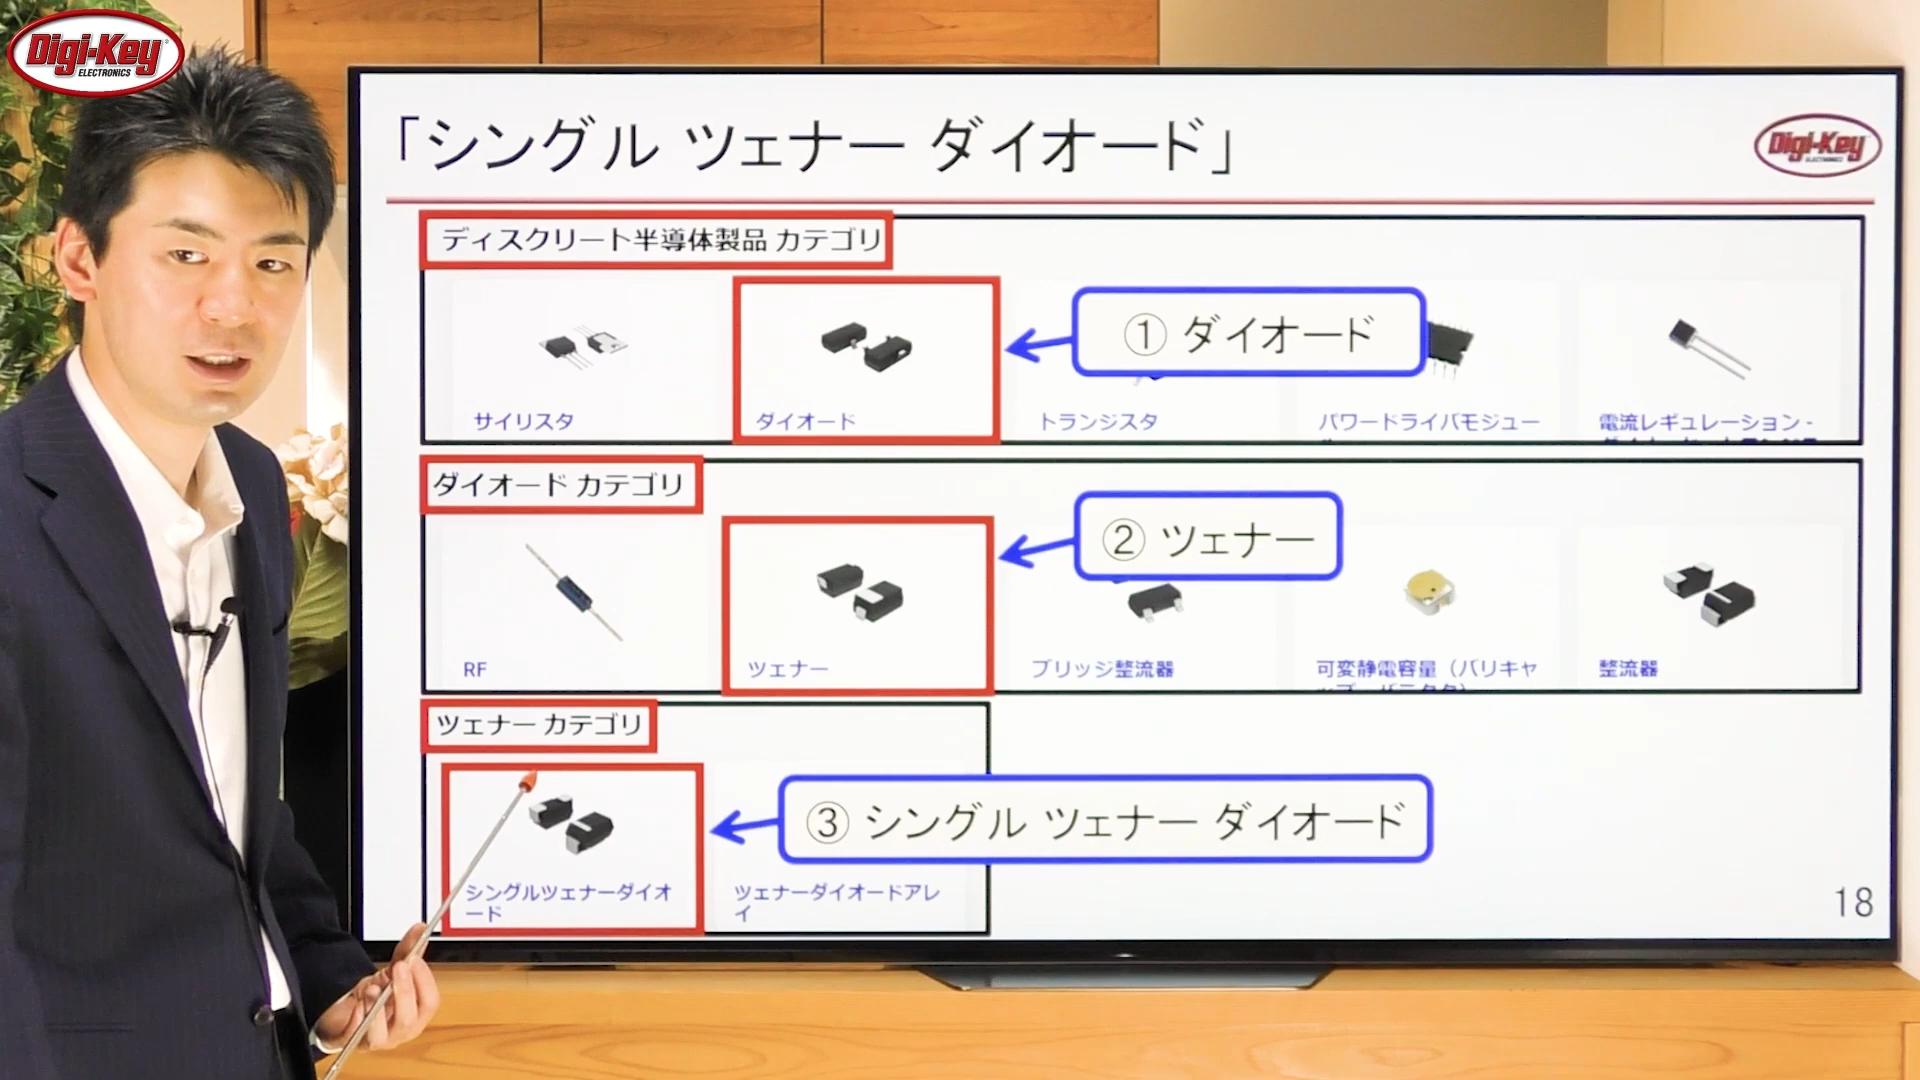 Digi-Key
ELECTRONICS
「シングル ツェナー ダイオード」
Digi-Key
ELECTRONICS
ディスクリート半導体製品 カテゴリ
① ダイオード
サイリスタ
ダイオード
トランジスタ
パワードライバモジュー
電流レギュレーション -
ダイオード カテゴリ
② ツェナー
RF
ツェナー
ブリッジ整流器
可変静電容量（バリキャ
整流器
ツェナー カテゴリ
③ シングル ツェナー ダイオード
シングルツェナーダイオ
ード
ツェナーダイオードアレ
イ
18